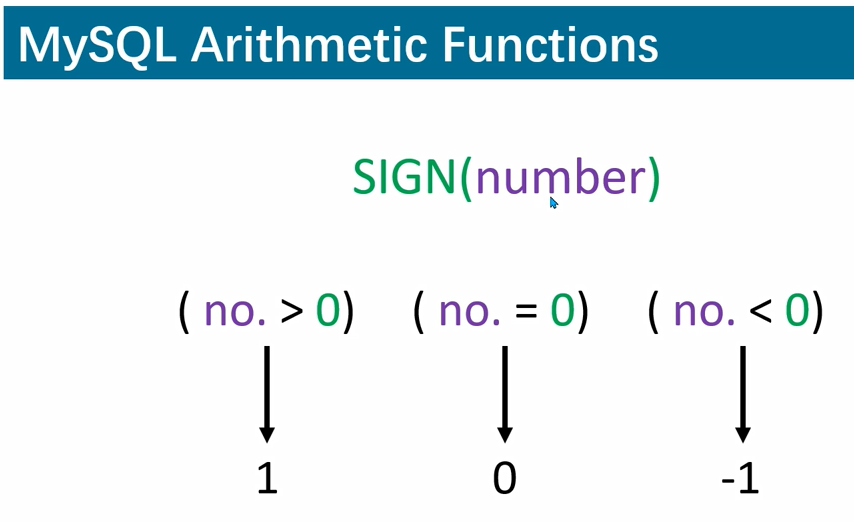 MySQL Arithmetic Functions
SIGN(number)
( no. > 0) ( no. = 0) ( no. < 0)
1 0 -1